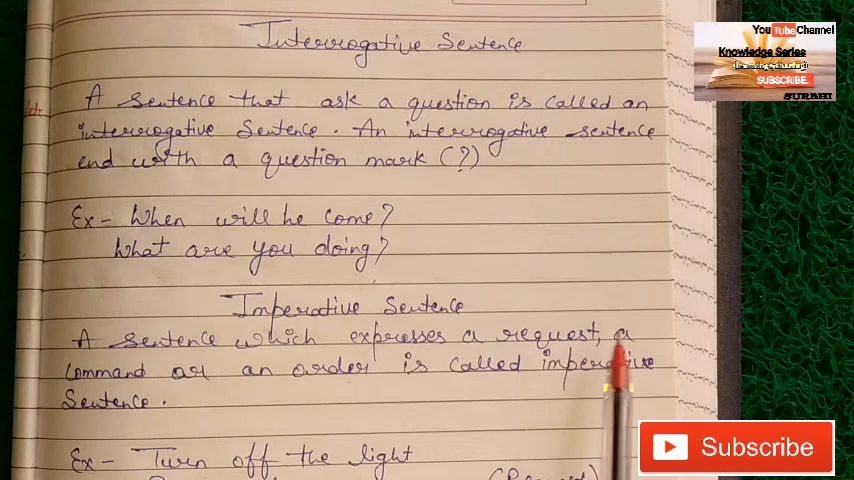 Interrogative Sentence
A sentence that ask a question is called an
interrogative Sentence. An interrogative sentence
end with a question mark (?)
Ex- When will he come?
What are you doing?
Imperative Sentence
A sentence which expresses a request, a
command or an order is called imperative
Sentence.
Ex- Turn off the light
YouTube Channel
Knowledge Series
SUBSCRIBE..
SURBHI
Subscribe